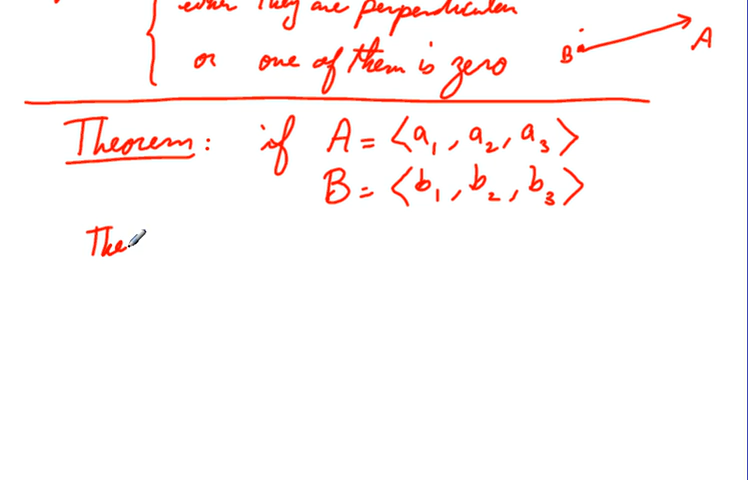 either they are perpendicular
or one of them is zero
B A
Theorem: if A = <a₁, a₂, a₃>
B = <b₁, b₂, b₃>
The